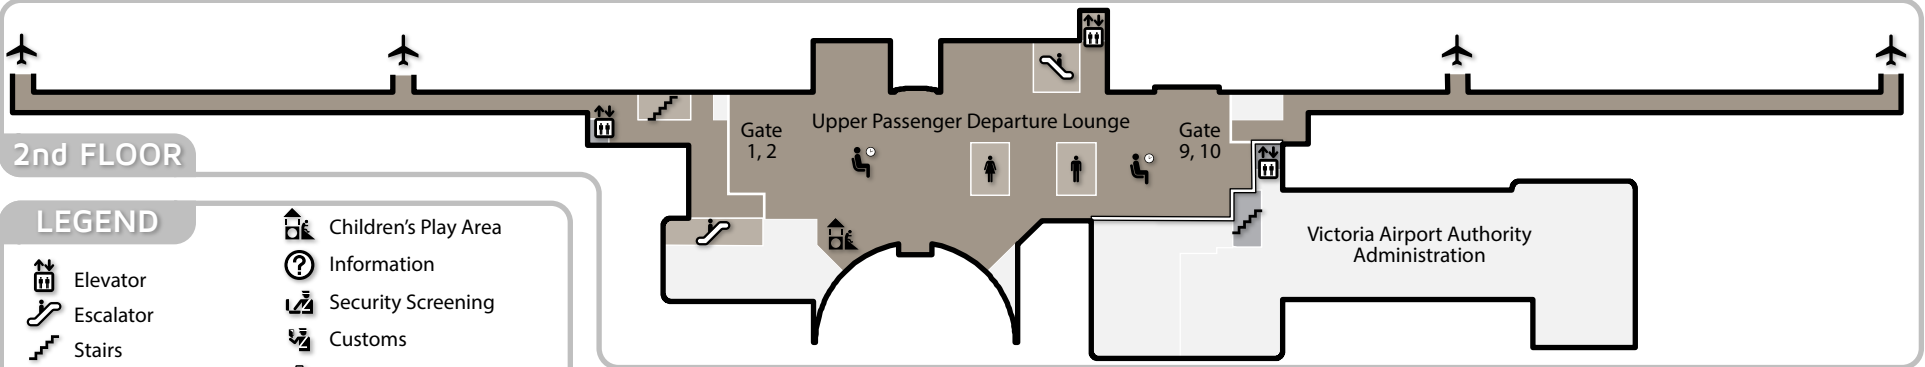 Upper Passenger Departure Lounge
Gate
1, 2
Gate
9, 10
2nd FLOOR
LEGEND
Elevator
Escalator
Stairs
Children’s Play Area
Information
Security Screening
Customs
Victoria Airport Authority
Administration